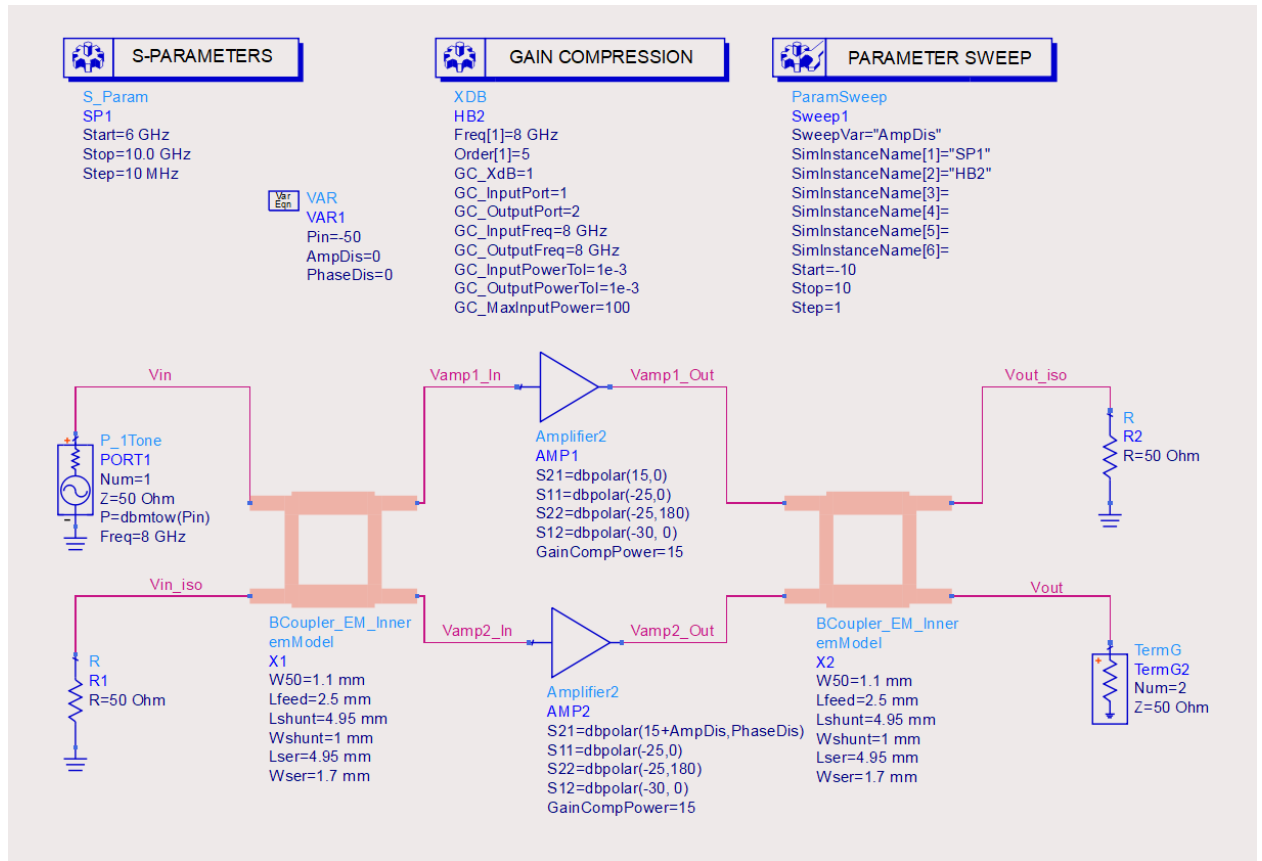 S-PARAMETERS
S_Param
SP1
Start=6 GHz
Stop=10.0 GHz
Step=10 MHz
Var
Eqn
VAR
VAR1
Pin=-50
AmpDis=0
PhaseDis=0
GAIN COMPRESSION
XDB
HB2
Freq[1]=8 GHz
Order[1]=5
GC_XdB=1
GC_InputPort=1
GC_OutputPort=2
GC_InputFreq=8 GHz
GC_OutputFreq=8 GHz
GC_InputPowerTol=1e-3
GC_OutputPowerTol=1e-3
GC_MaxInputPower=100
PARAMETER SWEEP
ParamSweep
Sweep1
SweepVar="AmpDis"
SimInstanceName[1]="SP1"
SimInstanceName[2]="HB2"
SimInstanceName[3]=
SimInstanceName[4]=
SimInstanceName[5]=
SimInstanceName[6]=
Start=-10
Stop=10
Step=1
Vin
Vamp1_In
Vamp1_Out
Vout_iso
P_1Tone
PORT1
Num=1
Z=50 Ohm
P=dbmtow(Pin)
Freq=8 GHz
Amplifier2
AMP1
S21=dbpolar(15,0)
S11=dbpolar(-25,0)
S22=dbpolar(-25,180)
S12=dbpolar(-30, 0)
GainCompPower=15
R
R2
R=50 Ohm
Vin_iso
Vamp2_In
Vamp2_Out
Vout
R
R1
R=50 Ohm
BCoupler_EM_Inner
emModel
X1
W50=1.1 mm
Lfeed=2.5 mm
Lshunt=4.95 mm
Wshunt=1 mm
Lser=4.95 mm
Wser=1.7 mm
Amplifier2
AMP2
S21=dbpolar(15+AmpDis,PhaseDis)
S11=dbpolar(-25,0)
S22=dbpolar(-25,180)
S12=dbpolar(-30, 0)
GainCompPower=15
BCoupler_EM_Inner
emModel
X2
W50=1.1 mm
Lfeed=2.5 mm
Lshunt=4.95 mm
Wshunt=1 mm
Lser=4.95 mm
Wser=1.7 mm
TermG
TermG2
Num=2
Z=50 Ohm